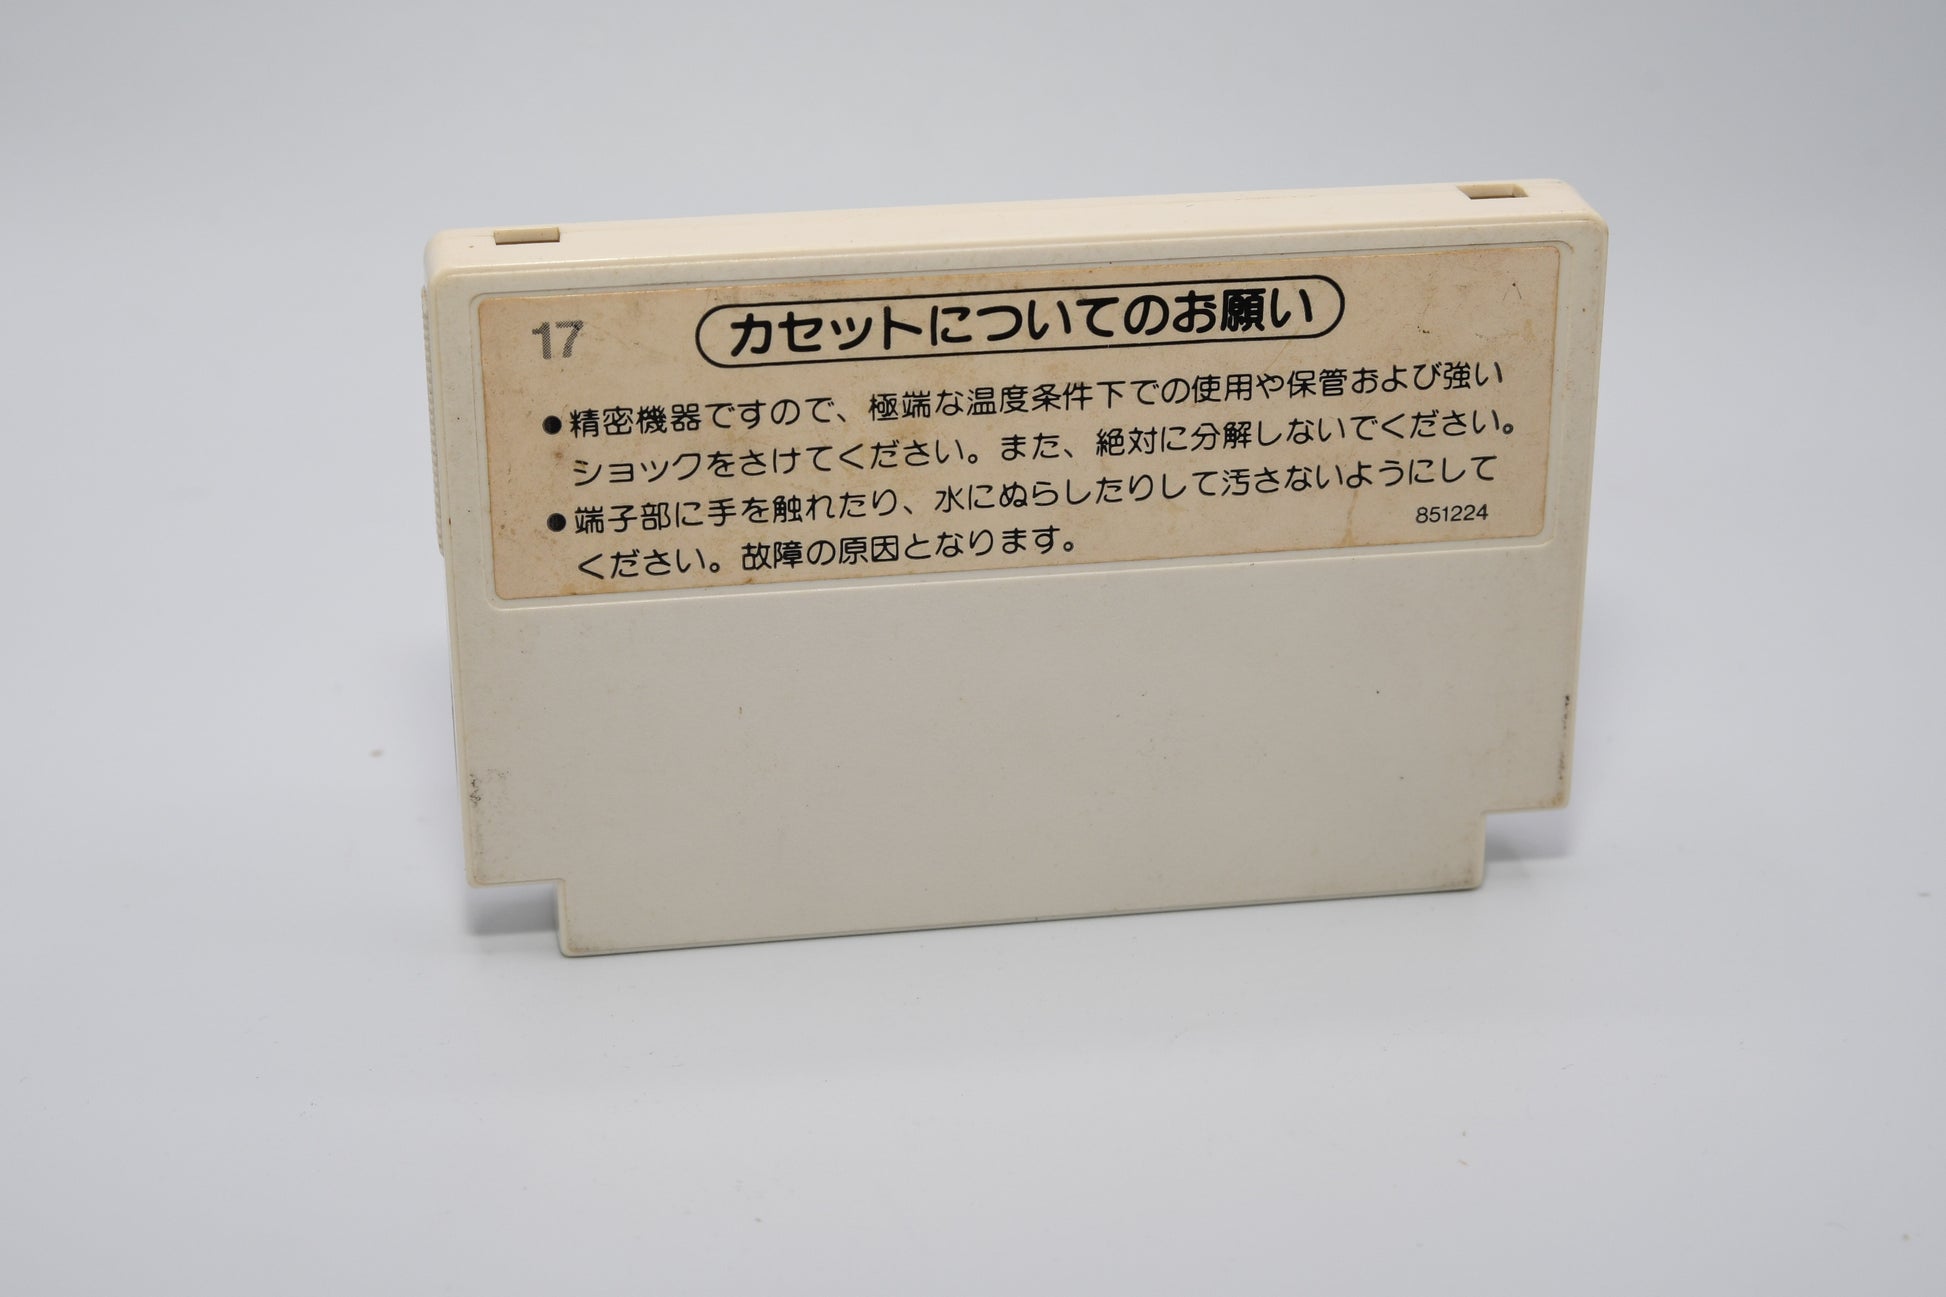 17
カセットについてのお願い
●精密機器ですので、極端な温度条件下での使用や保管および強い
ショックをさけてください。また、絶対に分解しないでください。
●端子部に手を触れたり、水にぬらしたりして汚さないようにして
ください。故障の原因となります。
851224